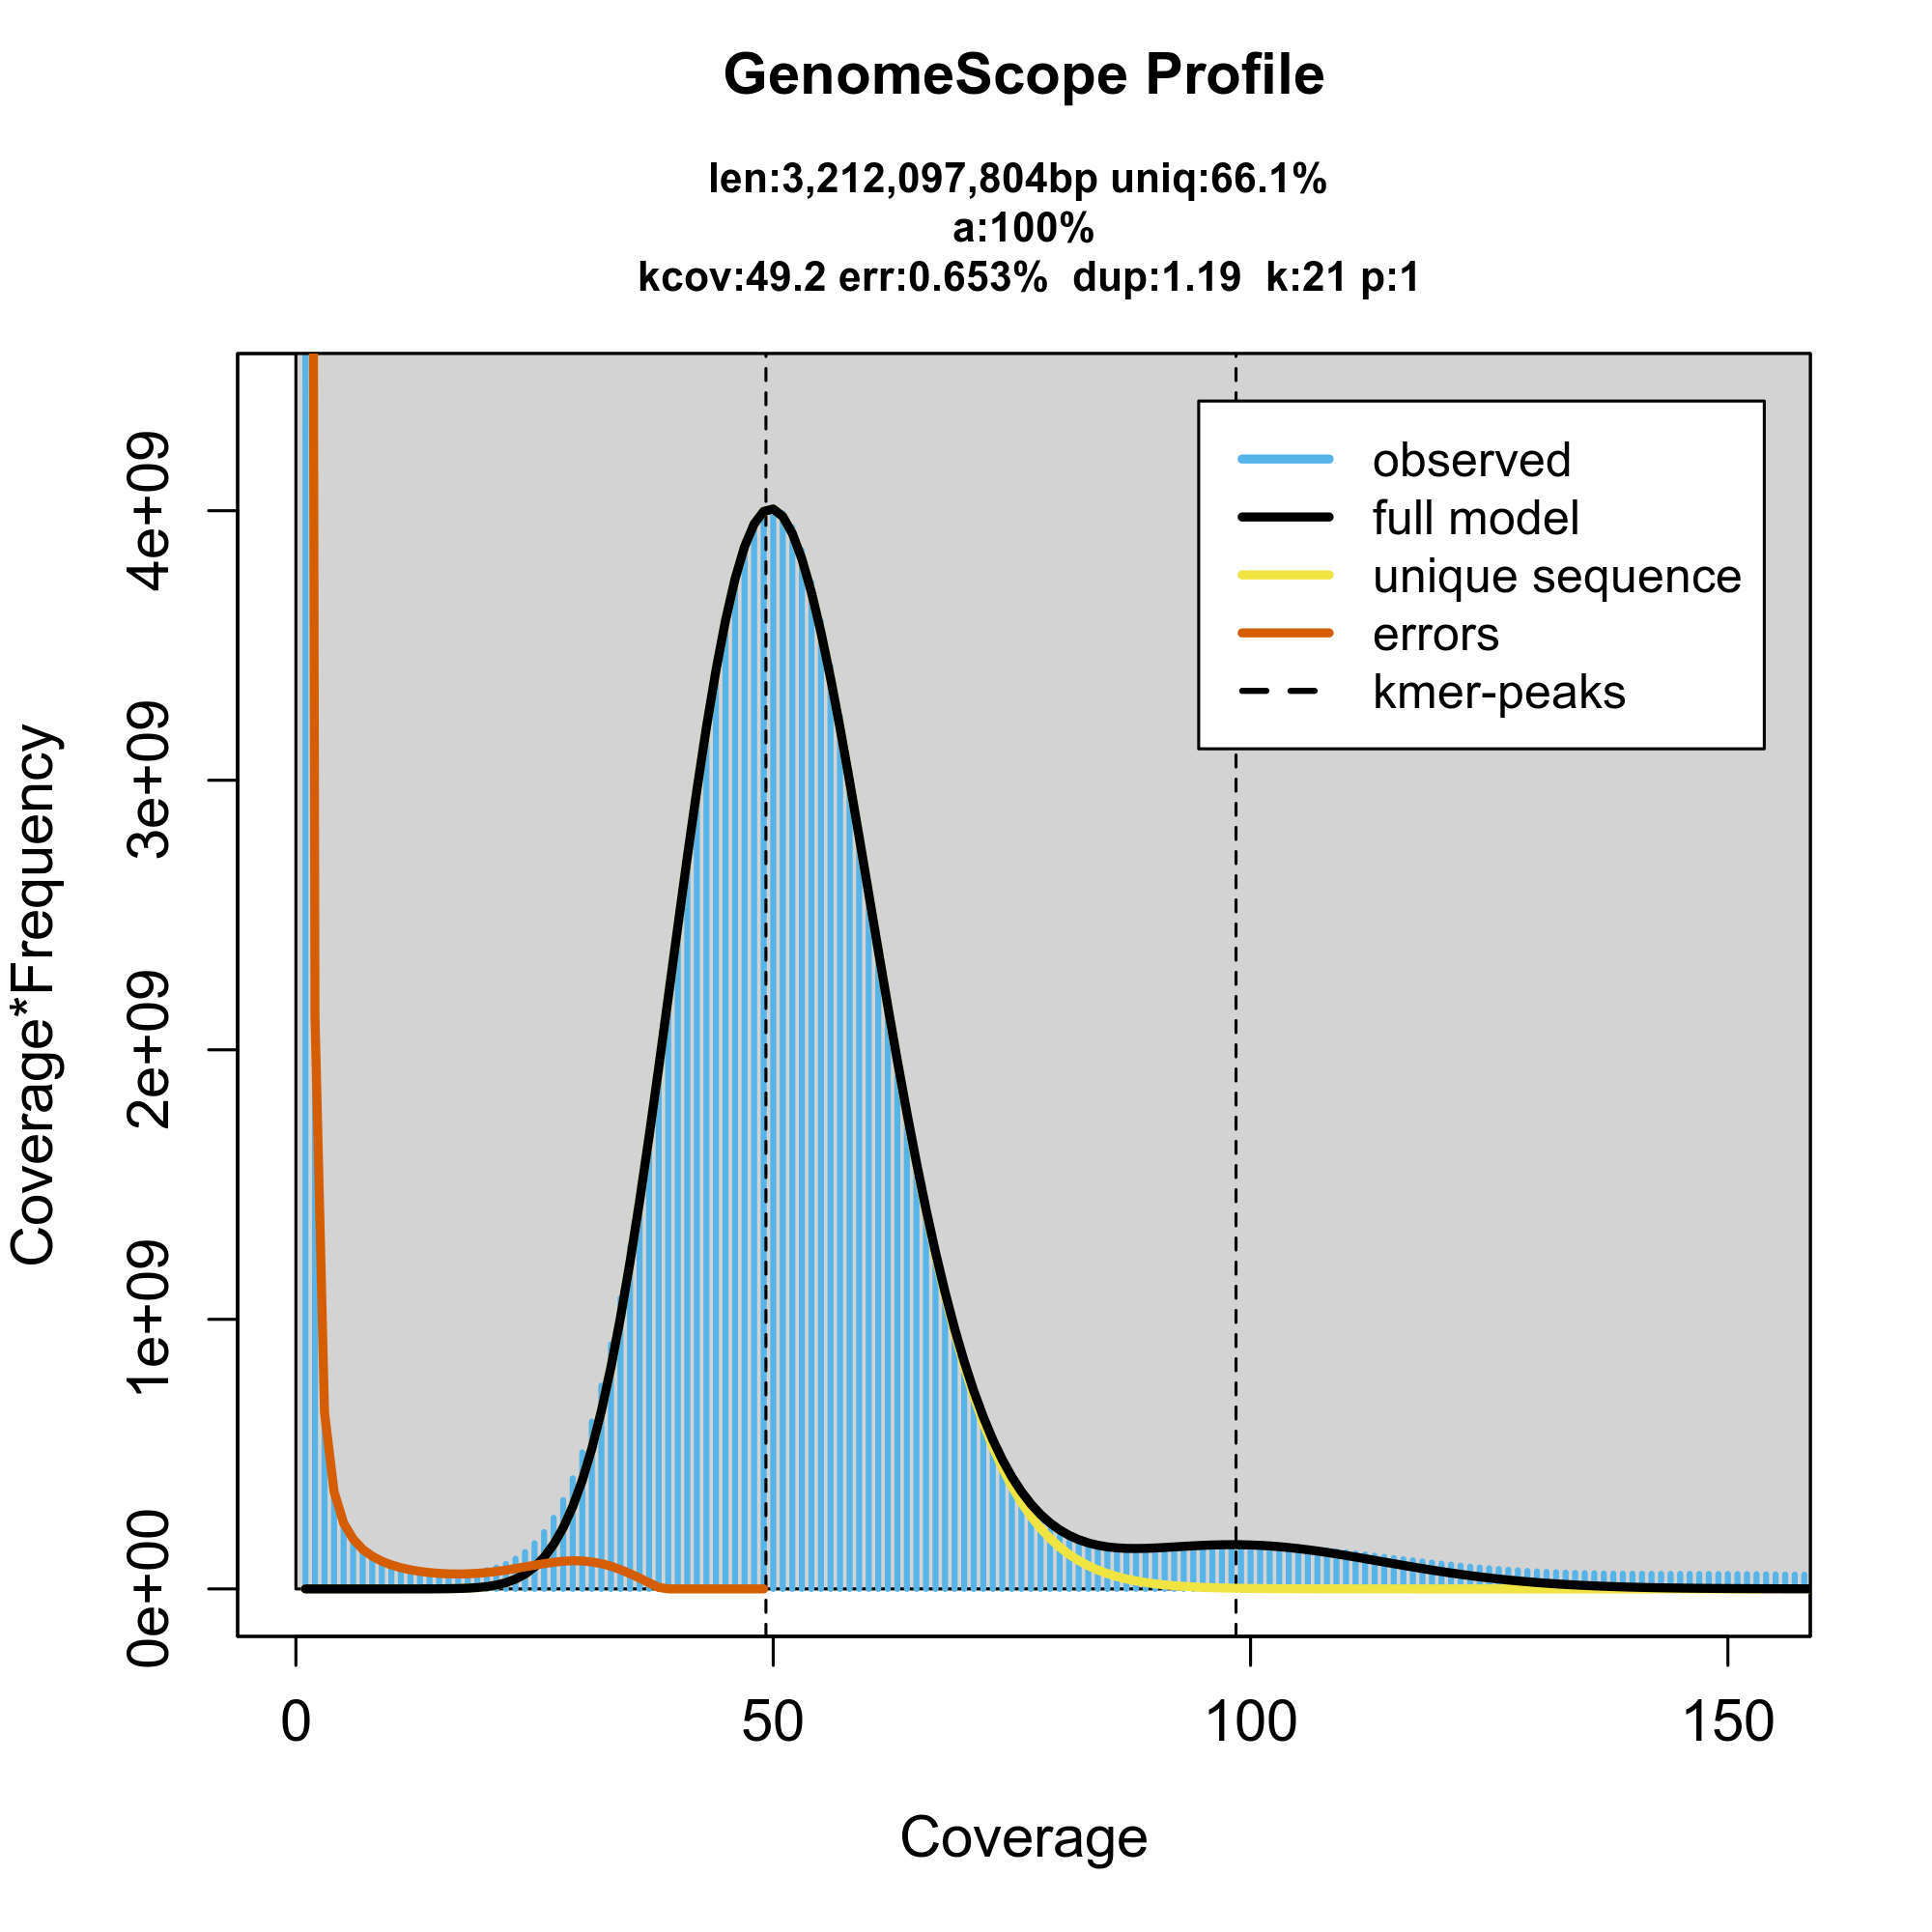 GenomeScope Profile
len:3,212,097,804bp uniq:66.1%
a:100%
kcov:49.2 err:0.653%  dup:1.19  k:21 p:1
observed
full model
unique sequence
errors
kmer-peaks
Coverage*Frequency
4e+09
3e+09
2e+09
1e+09
0e+00
0 50 100 150
Coverage